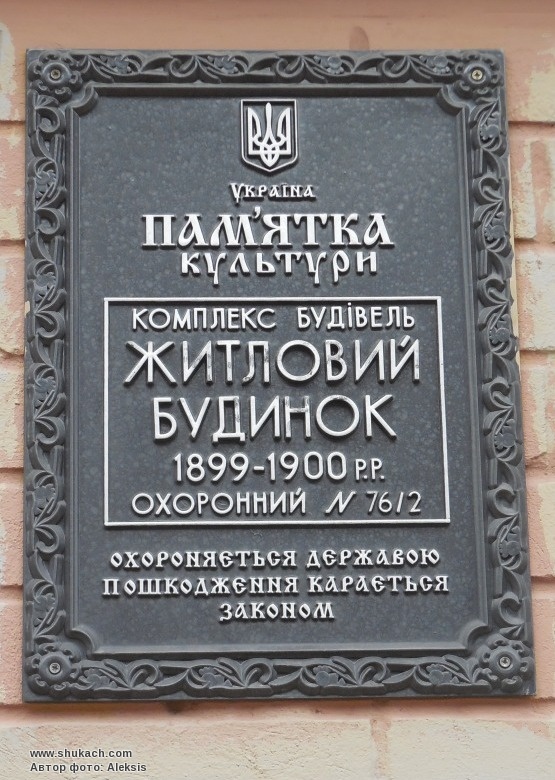 Україна
ПАМ'ЯТКА
КУЛЬТУРИ
КОМПЛЕКС БУДІВЕЛЬ
ЖИТЛОВИЙ
БУДИНОК
1899-1900 Р.Р.
ОХОРОННИЙ N 76/2
ОХОРОНЯЄТЬСЯ ДЕРЖАВОЮ
ПОШКОДЖЕННЯ КАРАЄТЬСЯ
ЗАКОНОМ
www.shukach.com
Автор фото: Aleksis